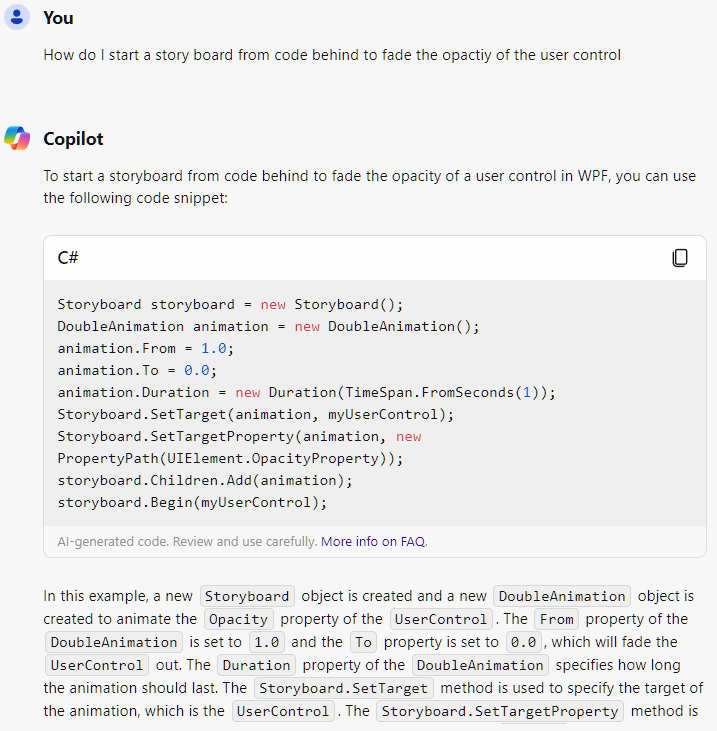 You
How do I start a story board from code behind to fade the opactiy of the user control
Copilot
To start a storyboard from code behind to fade the opacity of a user control in WPF, you can use
the following code snippet:
C#
Storyboard storyboard = new Storyboard();
DoubleAnimation animation = new DoubleAnimation();
animation.From = 1.0;
animation.To = 0.0;
animation.Duration = new Duration(TimeSpan.FromSeconds(1));
Storyboard.SetTarget(animation, myUserControl);
Storyboard.SetTargetProperty(animation, new
PropertyPath(UIElement.OpacityProperty));
storyboard.Children.Add(animation);
storyboard.Begin(myUserControl);
AI-generated code. Review and use carefully. More info on FAQ.
In this example, a new Storyboard object is created and a new DoubleAnimation object is
created to animate the Opacity property of the UserControl. The From property of the
DoubleAnimation is set to 1.0 and the To property is set to 0.0, which will fade the
UserControl out. The Duration property of the DoubleAnimation specifies how long
the animation should last. The Storyboard.SetTarget method is used to specify the target of
the animation, which is the UserControl. The Storyboard.SetTargetProperty method is